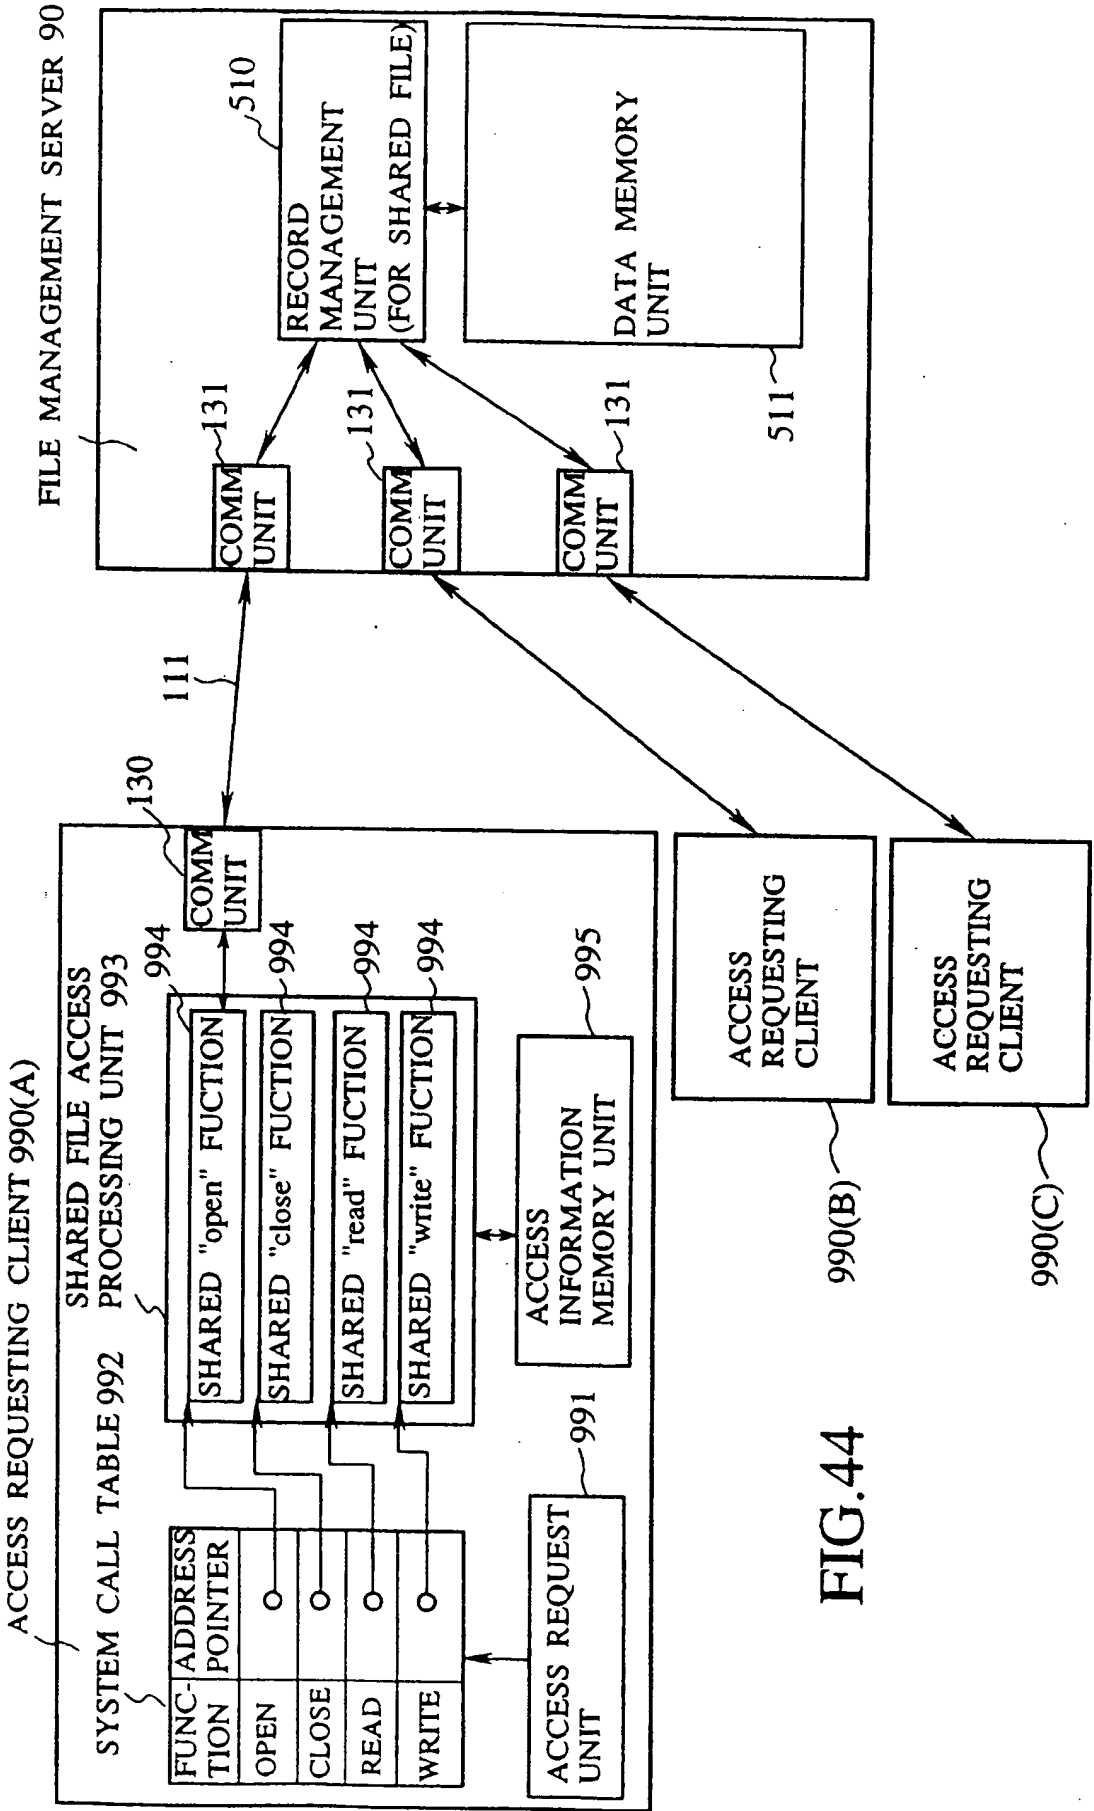 ACCESS REQUESTING CLIENT 990(A)
SYSTEM CALL TABLE 992
FUNC-
TION
ADDRESS
POINTER
OPEN
CLOSE
READ
WRITE
ACCESS REQUEST
UNIT
991
SHARED FILE ACCESS
PROCESSING UNIT 993
994
SHARED "open" FUCTION
994
SHARED "close" FUCTION
994
SHARED "read" FUCTION
994
SHARED "write" FUCTION
ACCESS
INFORMATION
MEMORY UNIT
995
130
COMM
UNIT
111
ACCESS
REQUESTING
CLIENT
990(B)
ACCESS
REQUESTING
CLIENT
990(C)
FILE MANAGEMENT SERVER 90
131
COMM
UNIT
131
COMM
UNIT
131
COMM
UNIT
510
RECORD
MANAGEMENT
UNIT
(FOR SHARED FILE)
DATA MEMORY
UNIT
511
FIG.44